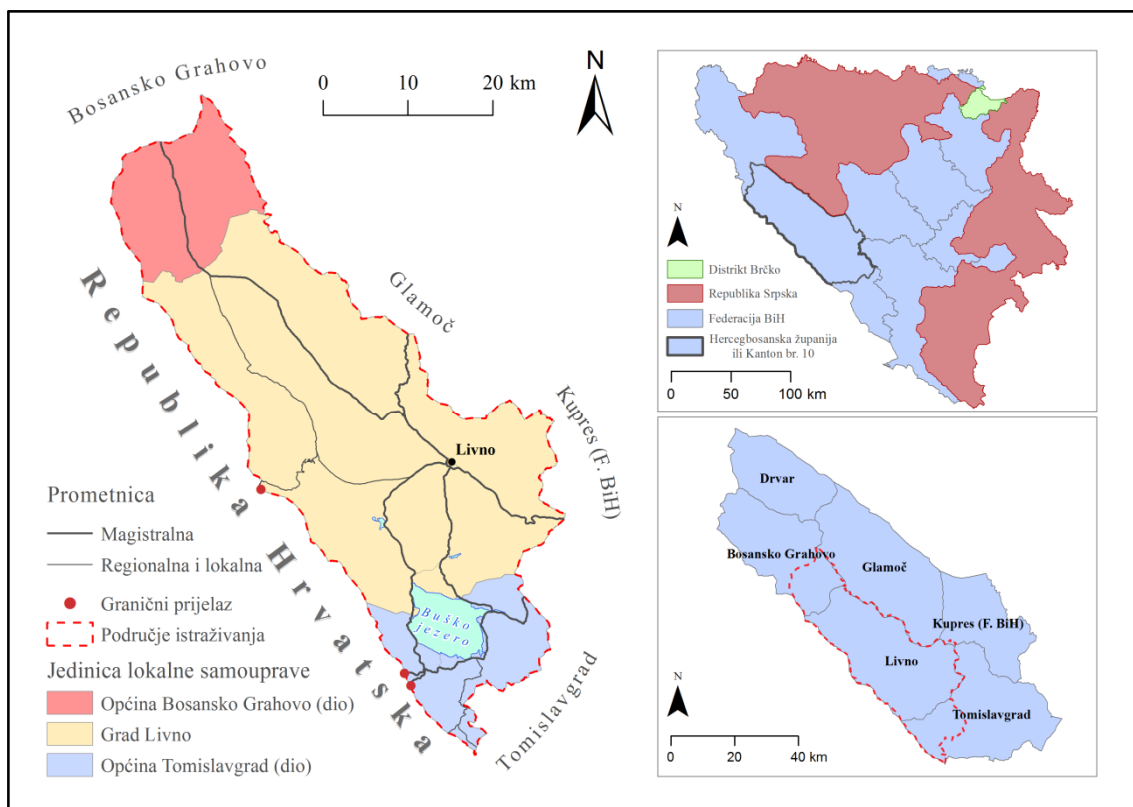 Bosansko Grahovo
0 10 20 km
N
Glamoč
Republika Hrvatska
Kupres (F. BiH)
Livno
Buško
jezero
Tomislavgrad
Prometnica
Magistralna
Regionalna i lokalna
Granični prijelaz
Područje istraživanja
Jedinica lokalne samouprave
Općina Bosansko Grahovo (dio)
Grad Livno
Općina Tomislavgrad (dio)
N
Distrikt Brčko
Republika Srpska
Federacija BiH
Hercegbosanska županija
ili Kanton br. 10
0 50 100 km
Drvar
Bosansko Grahovo
Glamoč
Kupres (F. BiH)
Livno
Tomislavgrad
N
0 20 40 km